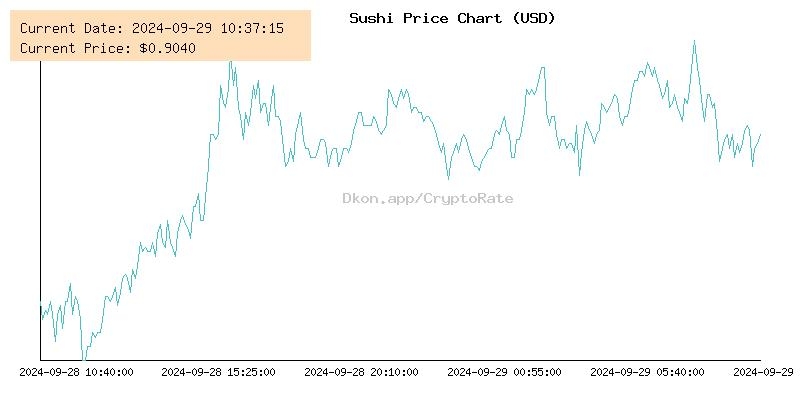 Sushi Price Chart (USD)
Current Date: 2024-09-29 10:37:15
Current Price: $0.9040
Dkon.app/CryptoRate
2024-09-28 10:40:00 2024-09-28 15:25:00 2024-09-28 20:10:00 2024-09-29 00:55:00 2024-09-29 05:40:00 2024-09-29